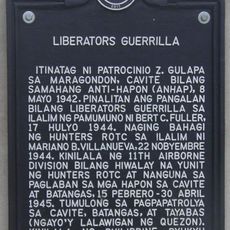 LIBERATORS GUERRILLA
ITINATAG NI PATROCINIO Z. GULAPA
SA MARAGONDON, CAVITE BILANG
SAMAHANG ANTI-HAPON (ANHAP), 8
MAYO 1942. PINALITAN ANG PANGALAN
BILANG LIBERATORS GUERRILLA SA
ILALIM NG PAMUMUNO NI BERT C. FULLER,
17 HULYO 1944. NAGING BAHAGI
NG HUNTERS ROTC SA ILALIM NI
MARIANO B. VILLANUEVA, 22 NOBYEMBRE
1944. KINILALA NG 11TH AIRBORNE
DIVISION BILANG HIWALAY NA YUNIT
NG HUNTERS ROTC AT NANGUNA SA
PAGLABAN SA MGA HAPON SA CAVITE
AT BATANGAS, 15 PEBRERO - 30 ABRIL
1945. TUMULONG SA PAGPAPATROLYA
SA CAVITE, BATANGAS, AT TAYABAS
(NGAYO'Y LALAWIGAN NG QUEZON).